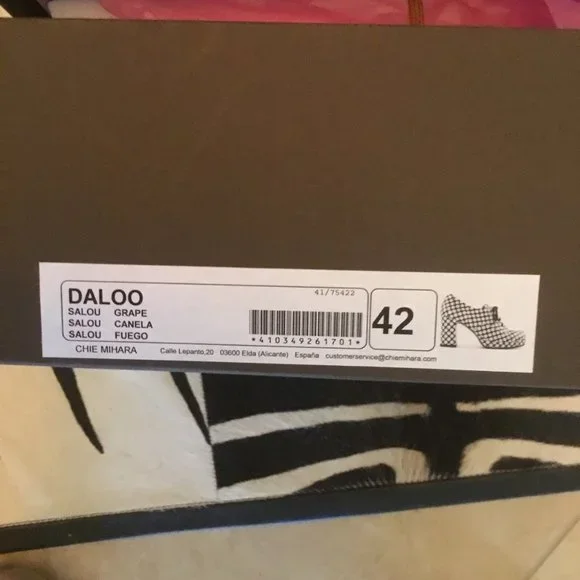 DALOO
41/75422
SALOU GRAPE
SALOU CANELA
SALOU FUEGO
*410349261701*
42
CHIE MIHARA Calle Lepanto,20 03600 Elda (Alicante) España customerservice@chiemihara.com